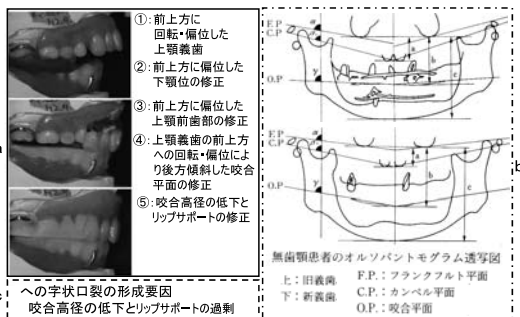 ①:前上方に
回転・偏位した
上顎義歯
②:前上方に偏位した
下顎位の修正
③:前上方に偏位した
上顎前歯部の修正
④:上顎義歯の前上方
への回転・偏位によ
り後方傾斜した咬合
平面の修正
⑤:咬合高径の低下と
リップサポートの修正
への字状口裂の形成要因
咬合高径の低下とリップサポートの過剰
F.P
C.P
O.P
α
γ
a
b
c
F.P
C.P
O.P
α
γ
a
b
c
b
無歯顎患者のオルソパントモグラム透写図
上:旧義歯 F.P.:フランクフルト平面
下:新義歯 C.P.:カンペル平面
O.P.:咬合平面